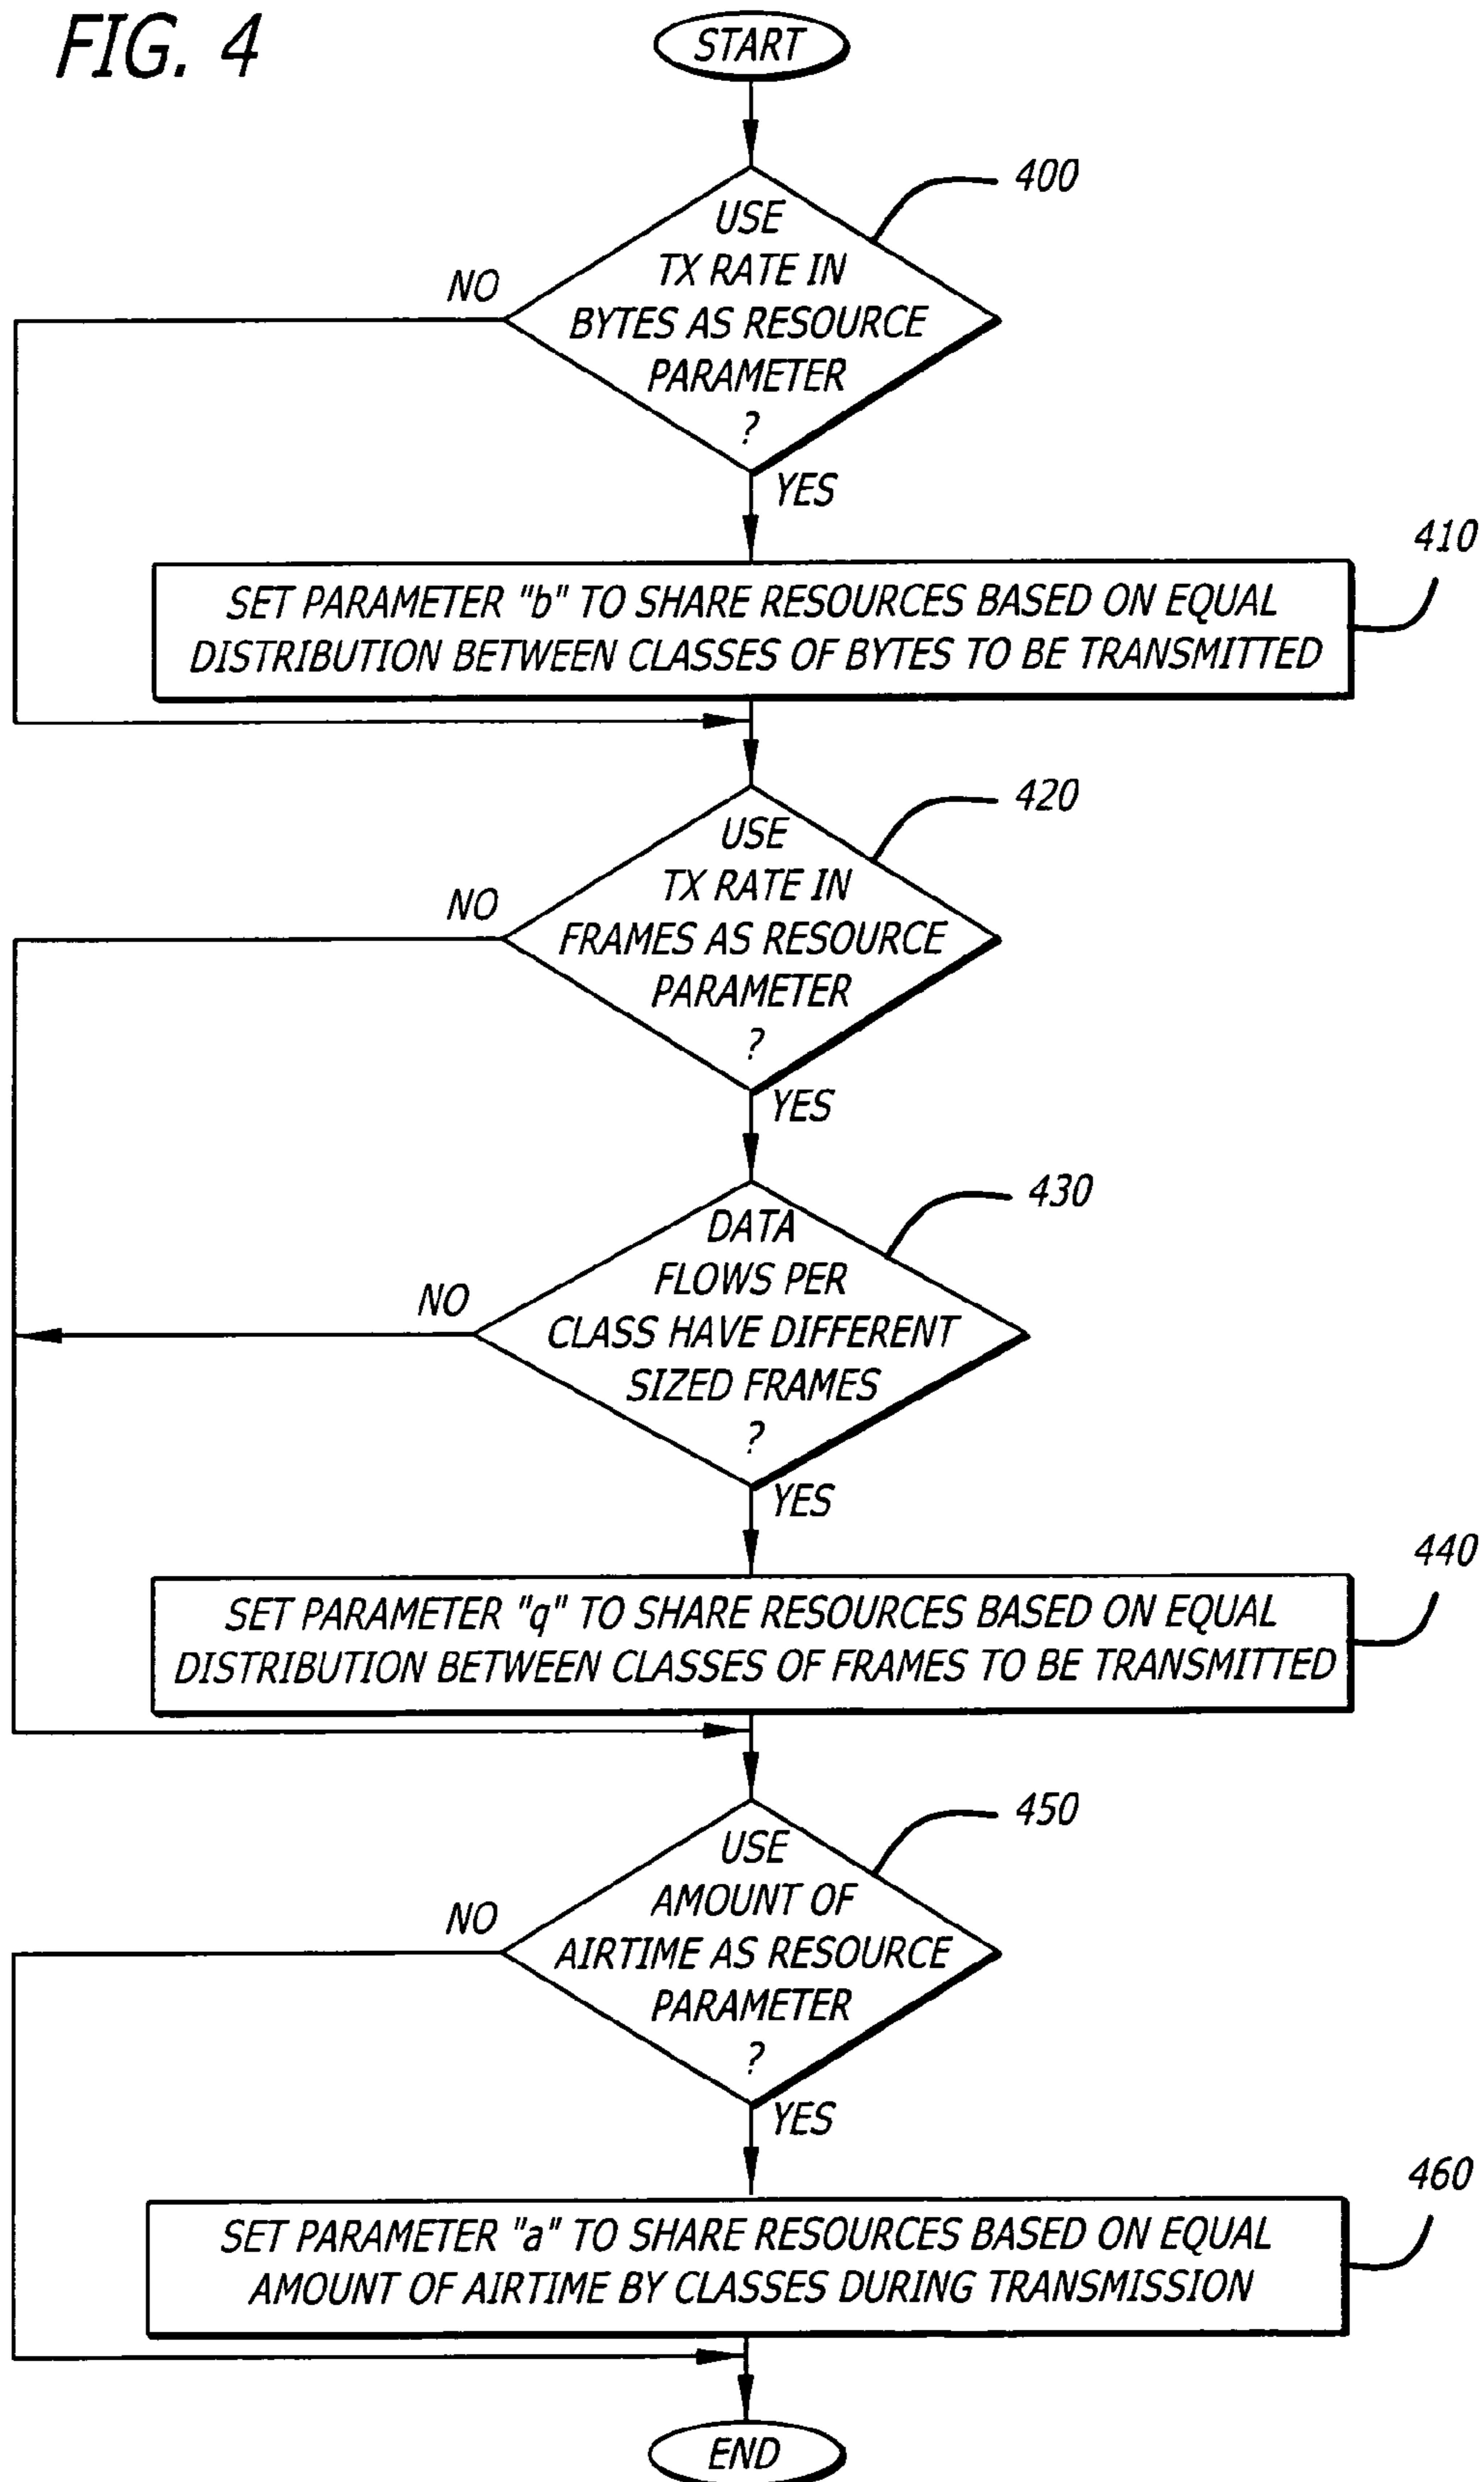 FIG. 4
START
400
USE
TX RATE IN
BYTES AS RESOURCE
PARAMETER
?
NO
YES
410
SET PARAMETER "b" TO SHARE RESOURCES BASED ON EQUAL
DISTRIBUTION BETWEEN CLASSES OF BYTES TO BE TRANSMITTED
420
USE
TX RATE IN
FRAMES AS RESOURCE
PARAMETER
?
NO
YES
430
DATA
FLOWS PER
CLASS HAVE DIFFERENT
SIZED FRAMES
?
NO
YES
440
SET PARAMETER "q" TO SHARE RESOURCES BASED ON EQUAL
DISTRIBUTION BETWEEN CLASSES OF FRAMES TO BE TRANSMITTED
450
USE
AMOUNT OF
AIRTIME AS RESOURCE
PARAMETER
?
NO
YES
460
SET PARAMETER "a" TO SHARE RESOURCES BASED ON EQUAL
AMOUNT OF AIRTIME BY CLASSES DURING TRANSMISSION
END